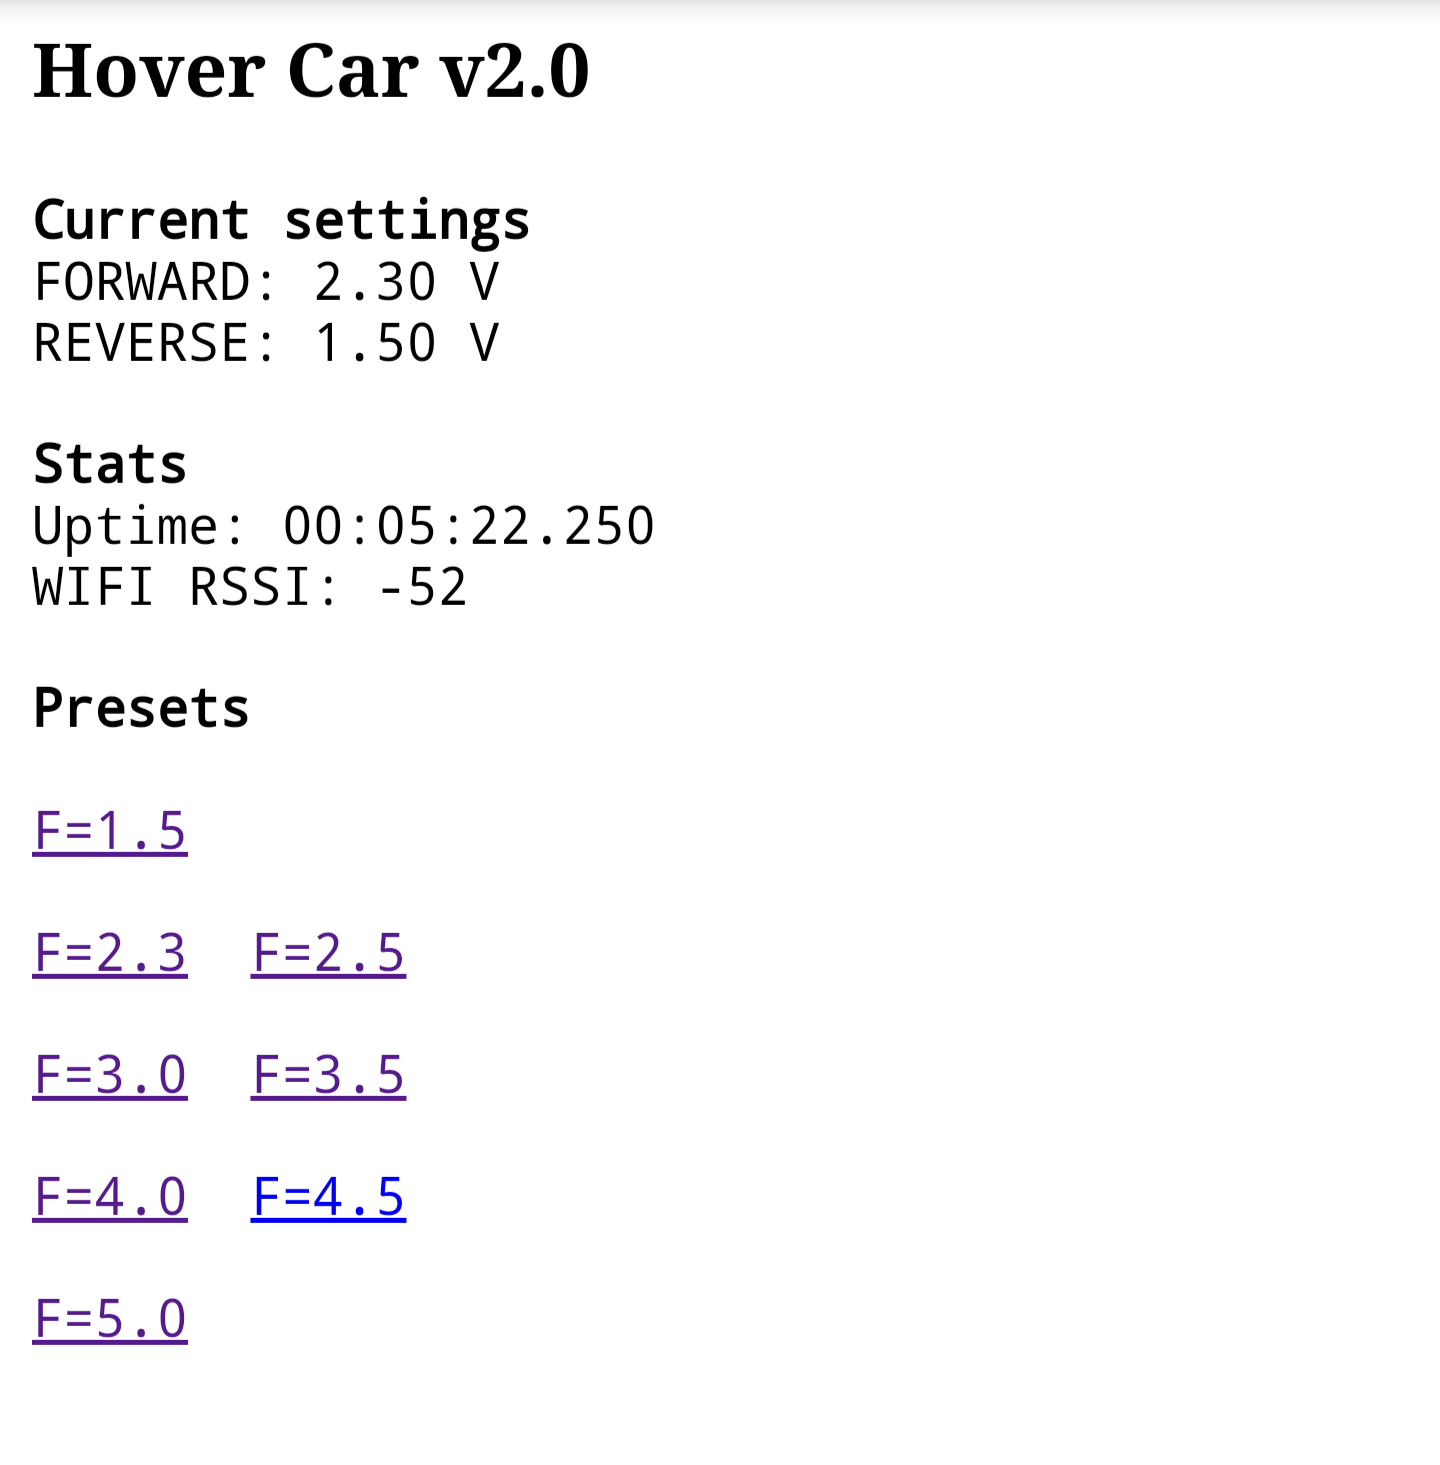 Hover Car v2.0
Current settings
FORWARD: 2.30 V
REVERSE: 1.50 V
Stats
Uptime: 00:05:22.250
WIFI RSSI: -52
Presets
F=1.5
F=2.3  F=2.5
F=3.0  F=3.5
F=4.0  F=4.5
F=5.0